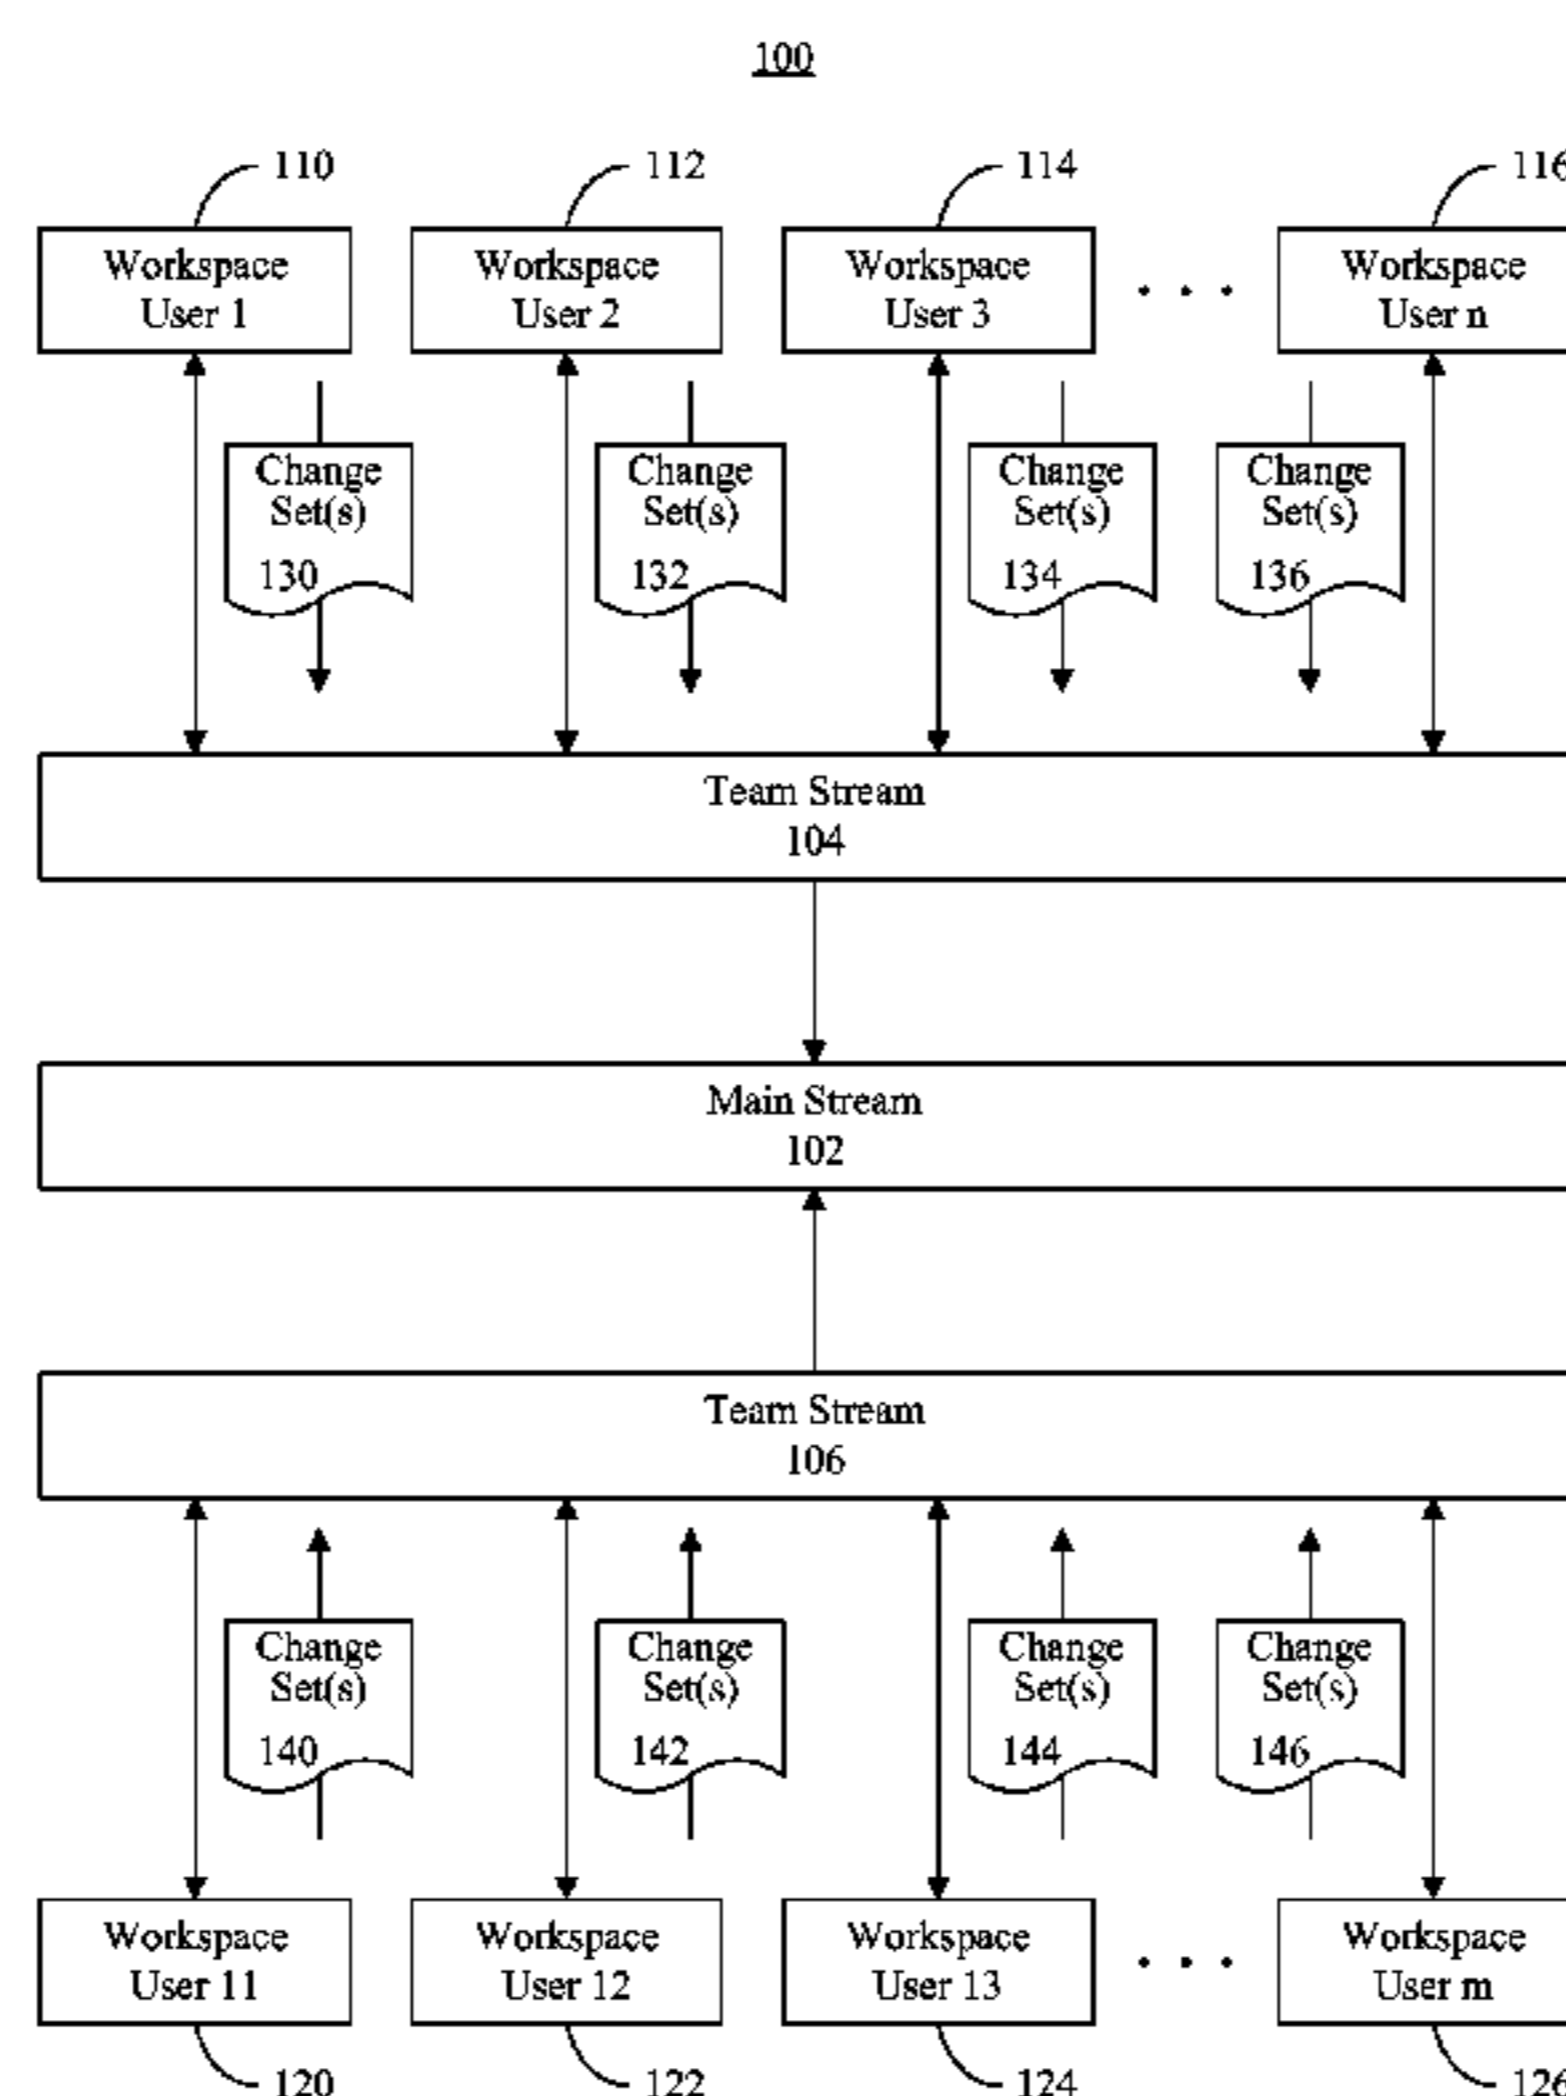 100
110
112
114
116
Workspace
User 1
Workspace
User 2
Workspace
User 3
. . .
Workspace
User n
Change
Set(s)
130
Change
Set(s)
132
Change
Set(s)
134
Change
Set(s)
136
Team Stream
104
Main Stream
102
Team Stream
106
Change
Set(s)
140
Change
Set(s)
142
Change
Set(s)
144
Change
Set(s)
146
Workspace
User 11
Workspace
User 12
Workspace
User 13
. . .
Workspace
User m
120
122
124
126